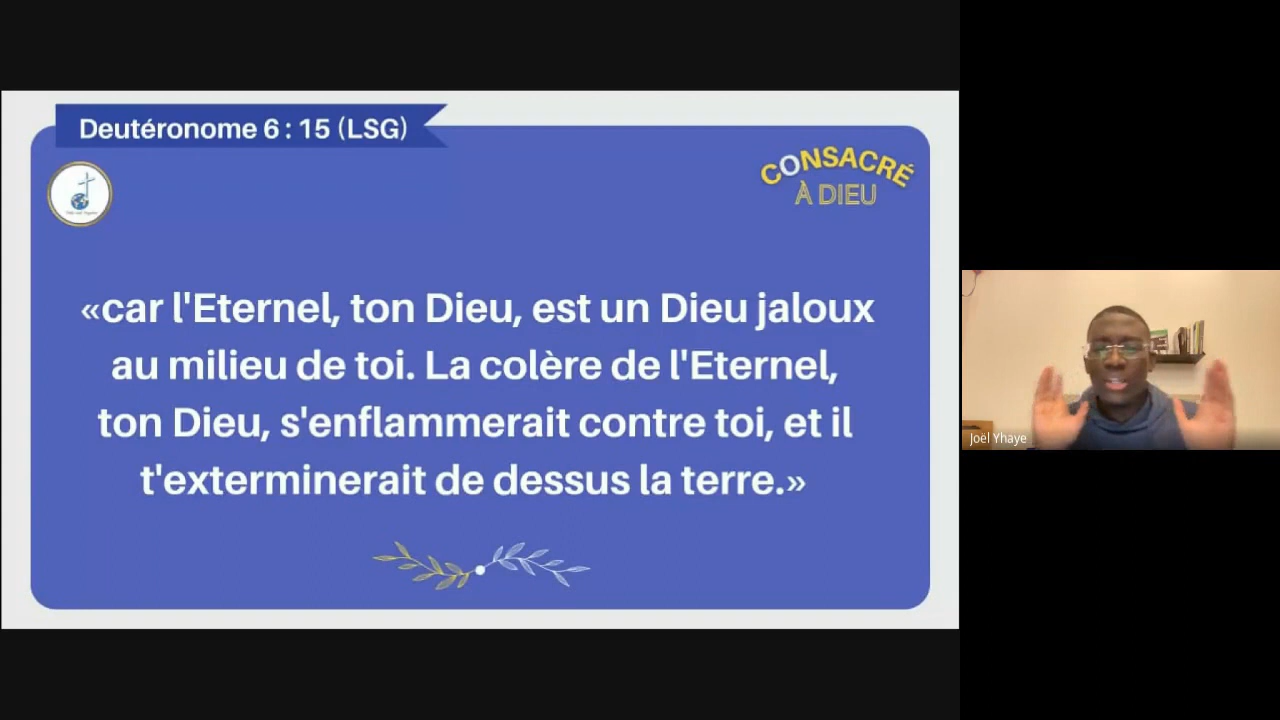 Deutéronome 6 : 15 (LSG)
CONSACRÉ
À DIEU
«car l'Eternel, ton Dieu, est un Dieu jaloux
au milieu de toi. La colère de l'Eternel,
ton Dieu, s'enflammerait contre toi, et il
t'exterminerait de dessus la terre.»
Joël Yhaye